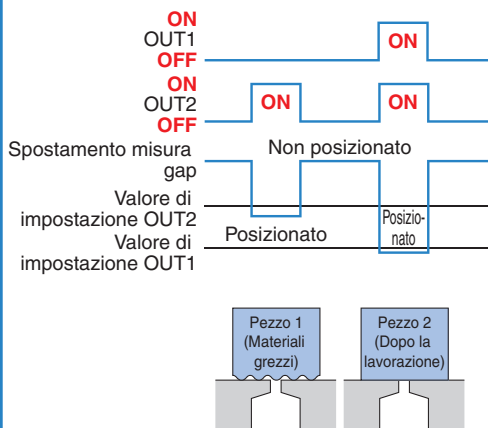 ON
OUT1
OFF
ON
ON
OUT2
OFF
ON
ON
Spostamento misura
gap
Non posizionato
Valore di
impostazione OUT2
Valore di
impostazione OUT1
Posizionato
Posizio-
nato
Pezzo 1
(Materiali
grezzi)
Pezzo 2
(Dopo la
lavorazione)